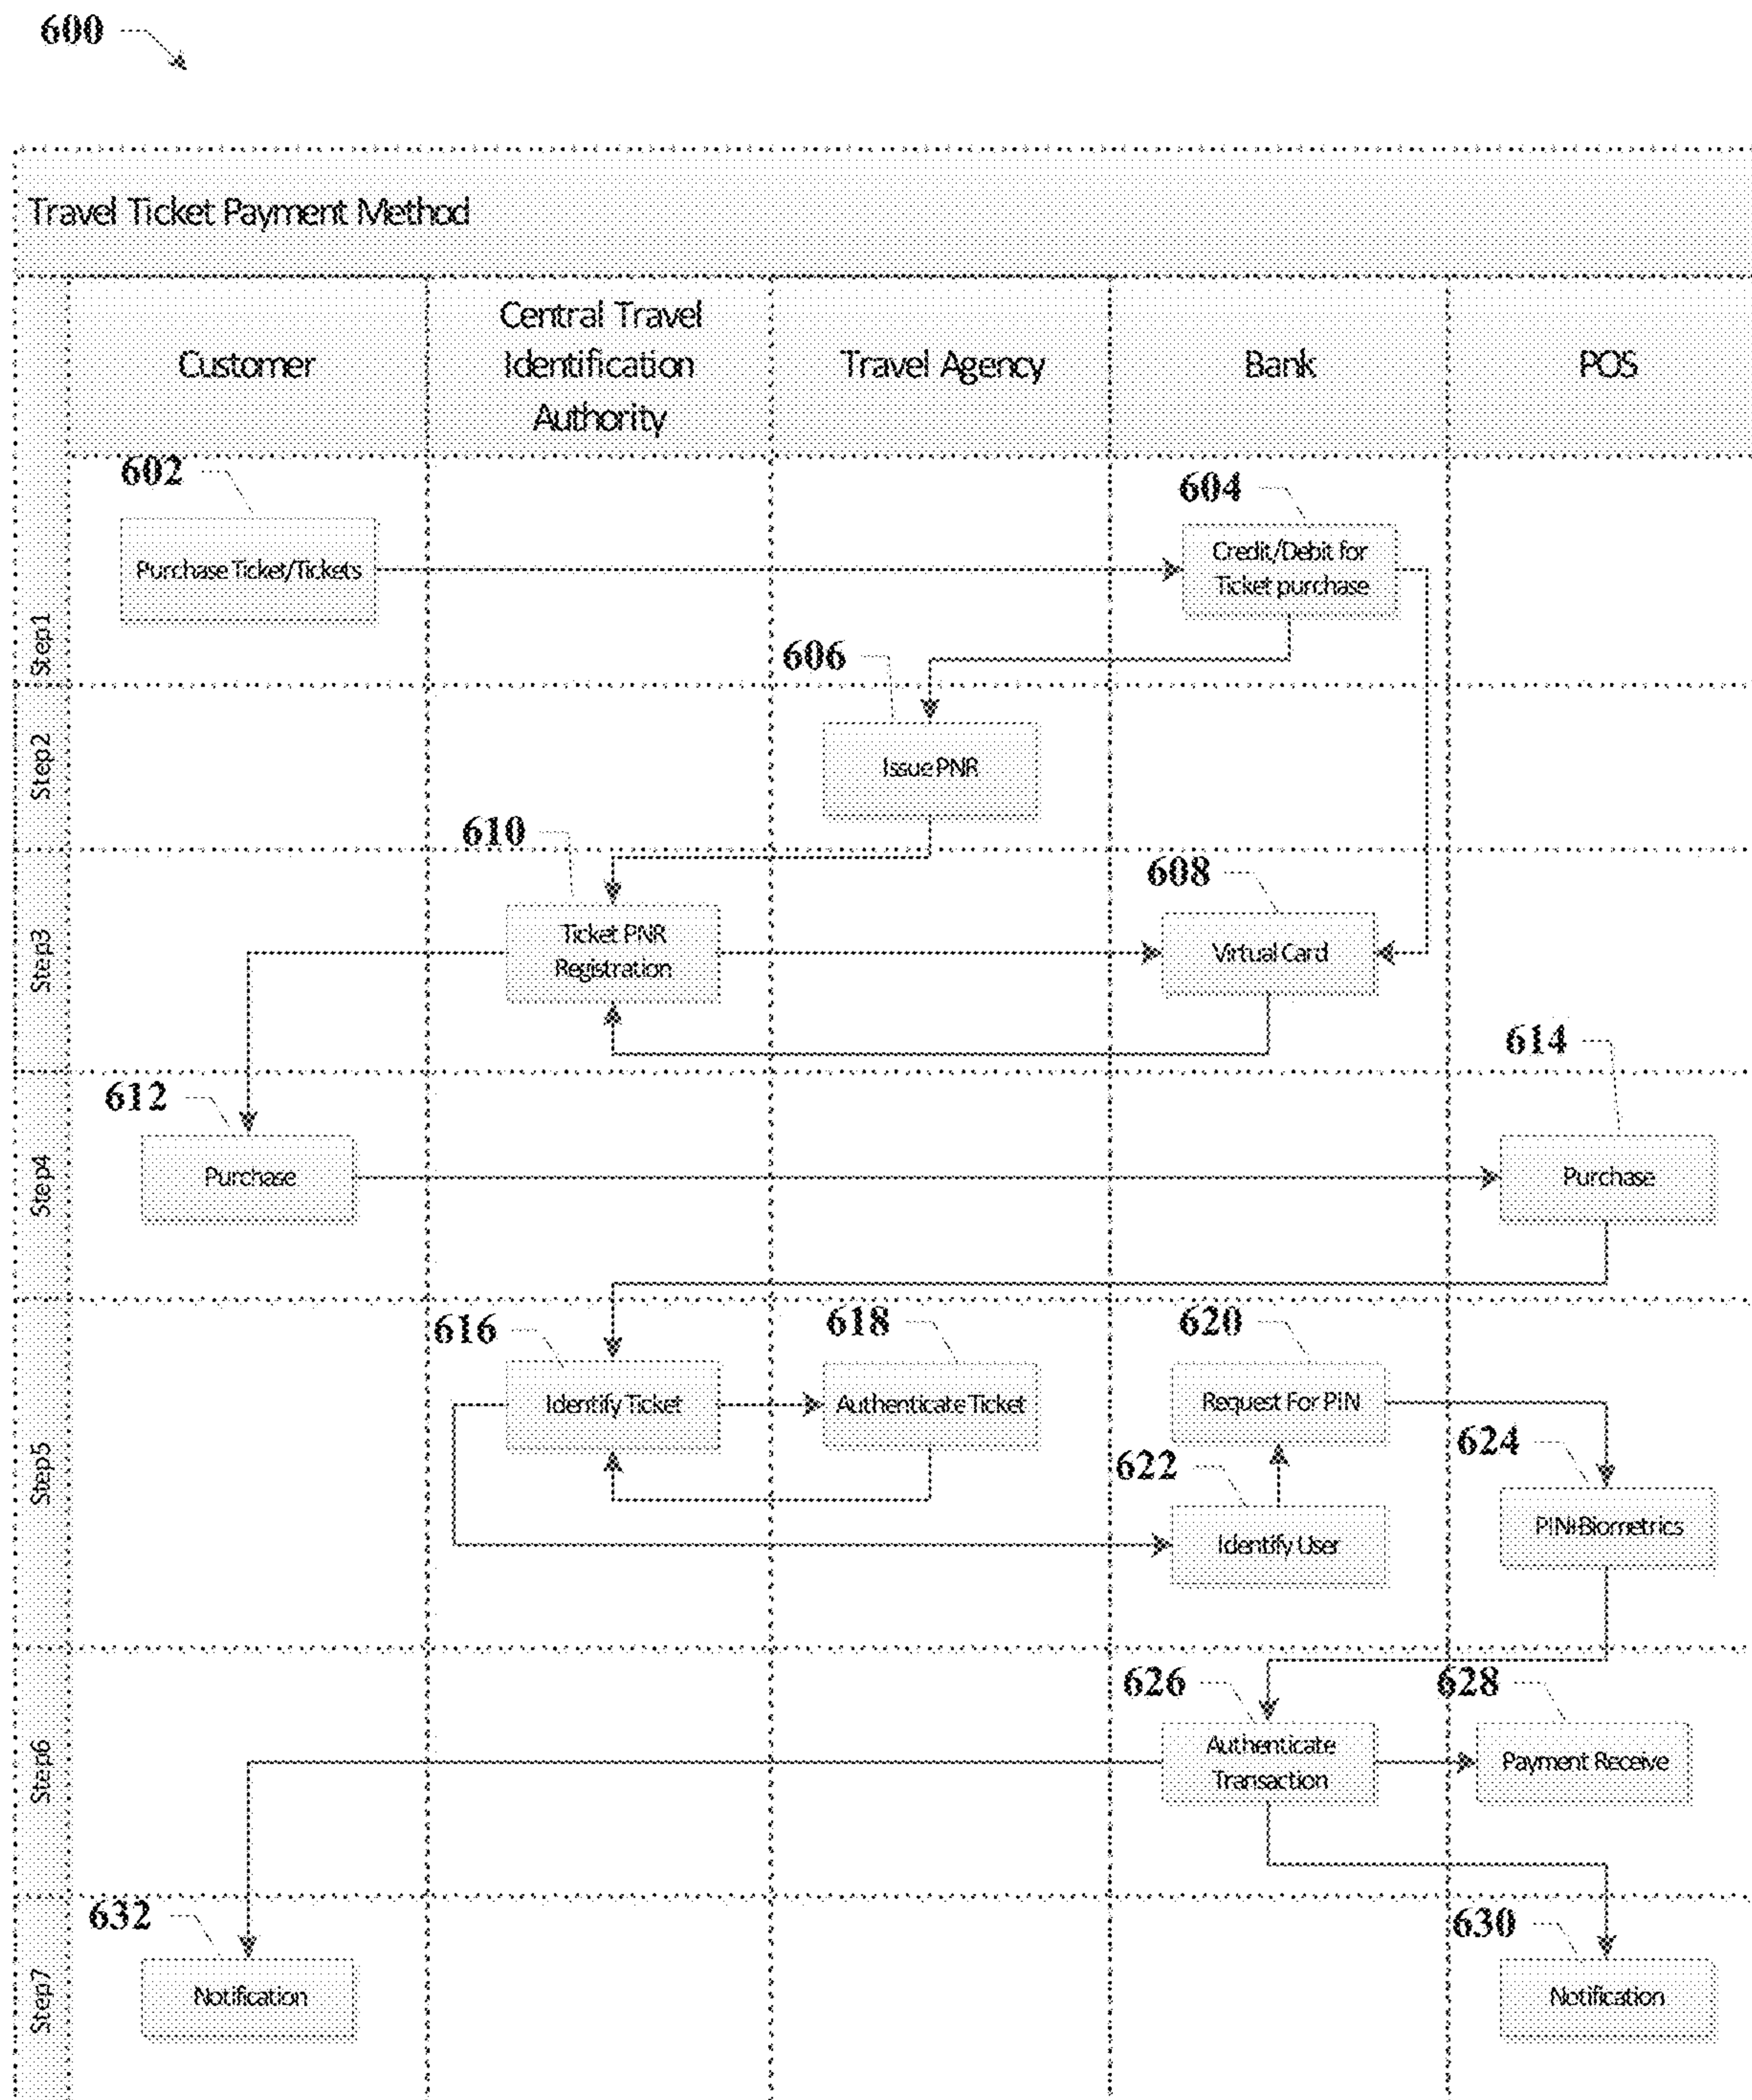 600
Travel Ticket Payment Method
Customer
Central Travel
Identification
Authority
Travel Agency
Bank
POS
Step1
602
Purchase Ticket/Tickets
604
Credit/Debit for
Ticket purchase
606
Step2
Issue PNR
610
Step3
Ticket PNR
Registration
608
Virtual Card
614
612
Step4
Purchase
Purchase
616
618
620
Step5
Identify Ticket
Authenticate Ticket
Request For PIN
624
622
Identify User
PIN+Biometrics
626
628
Step6
Authenticate
Transaction
Payment Receive
632
630
Step7
Notification
Notification